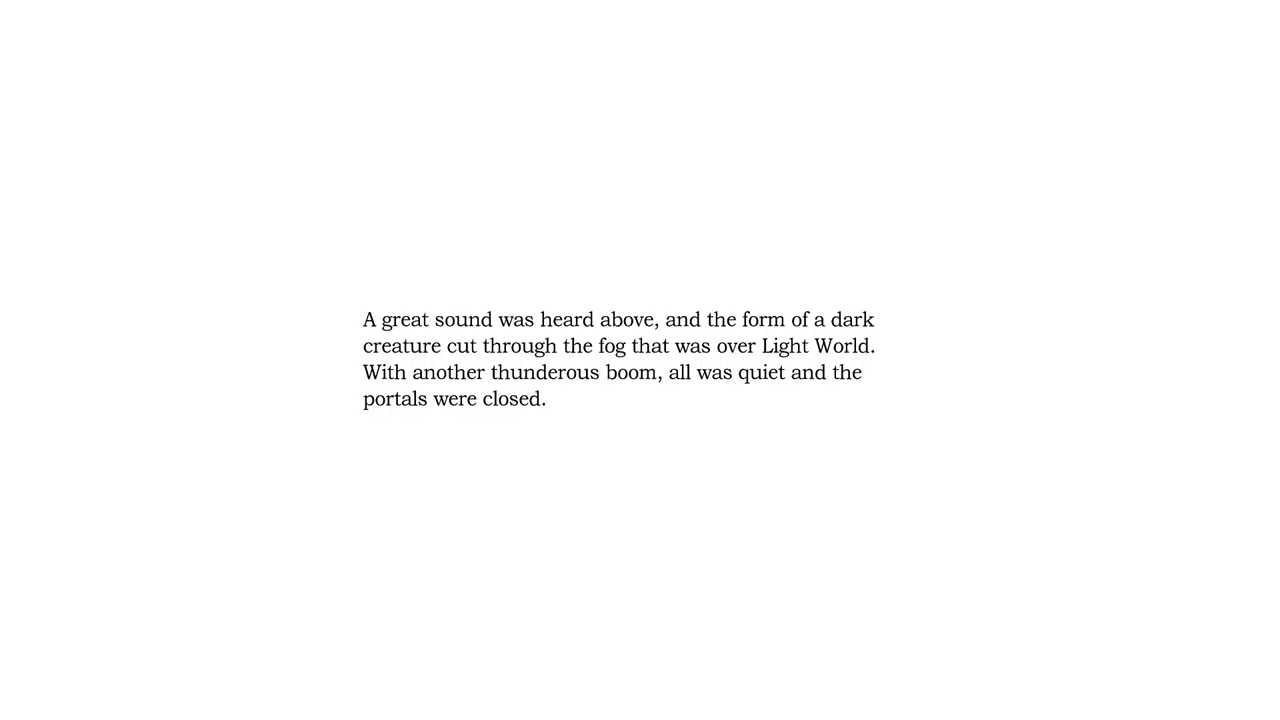 A great sound was heard above, and the form of a dark
creature cut through the fog that was over Light World.
With another thunderous boom, all was quiet and the
portals were closed.